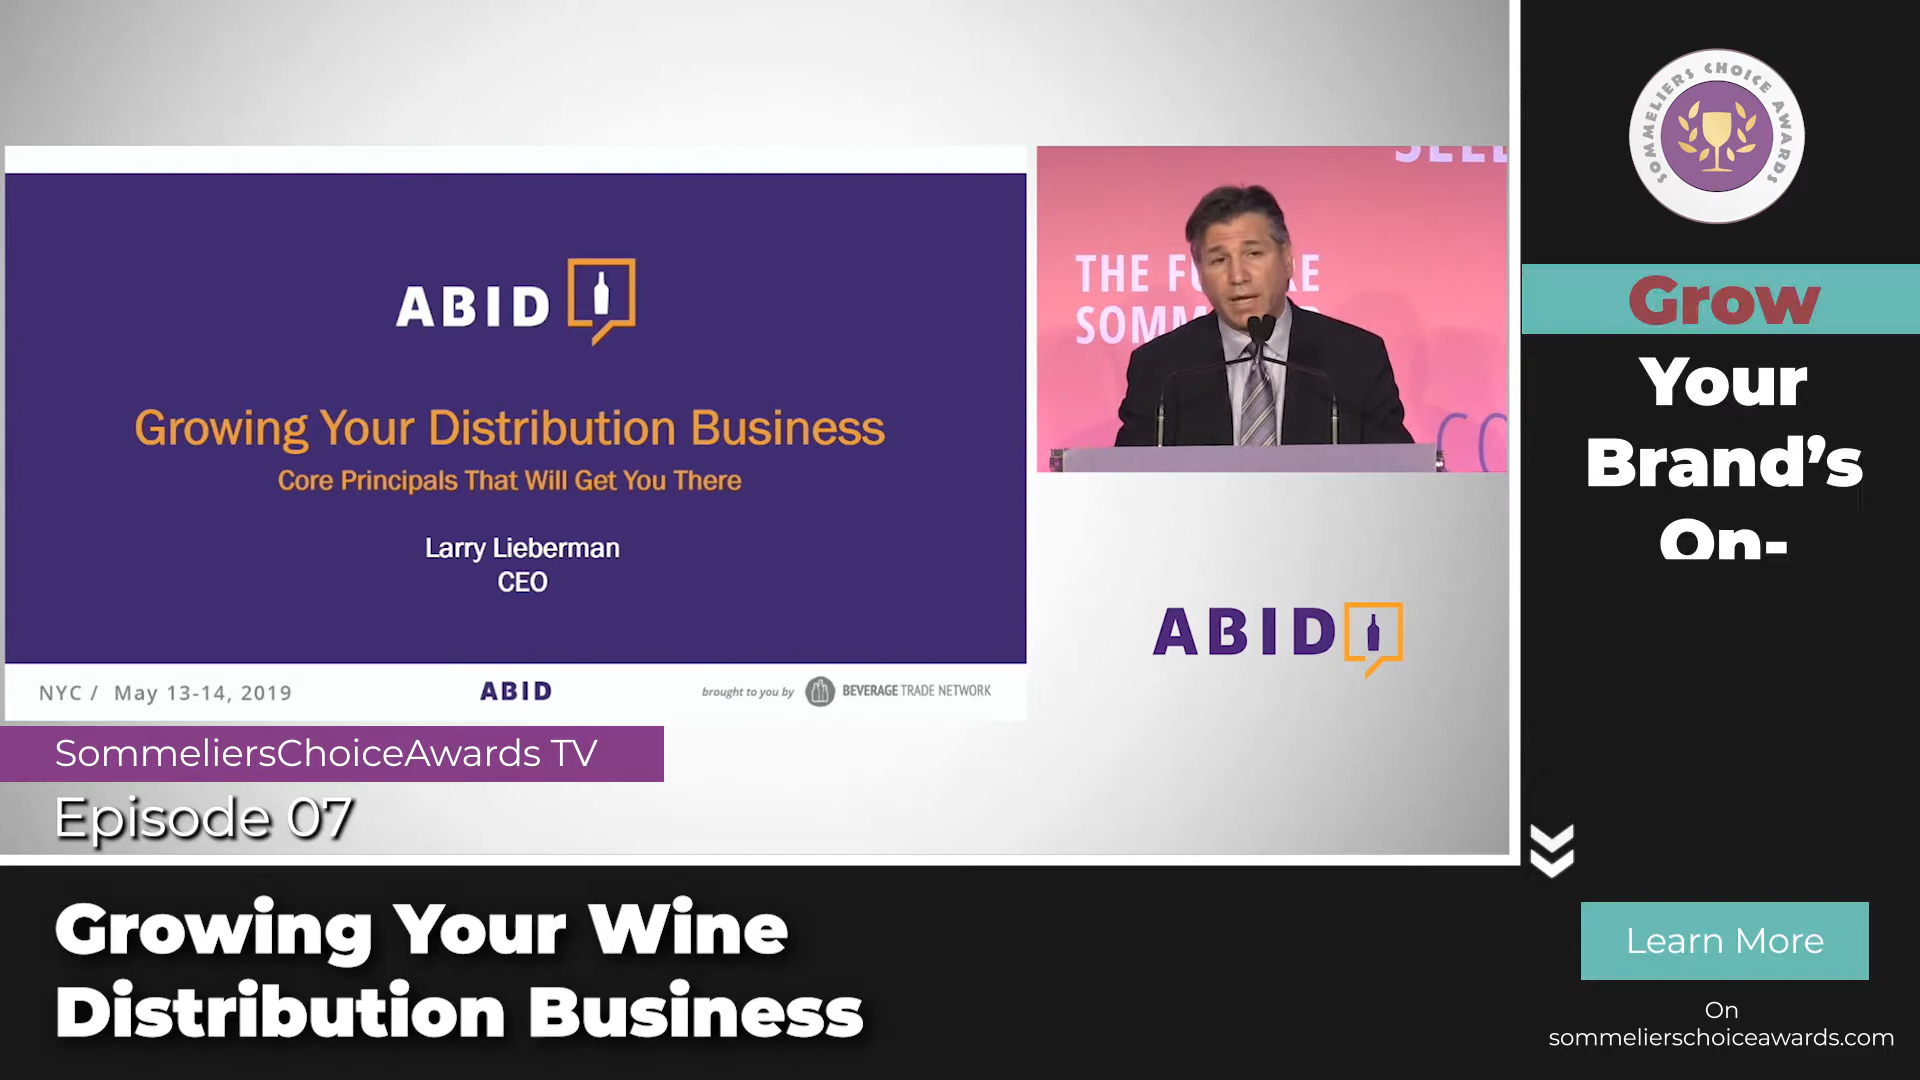 ABID
Growing Your Distribution Business
Core Principals That Will Get You There
Larry Lieberman
CEO
NYC / May 13-14, 2019
ABID
brought to you by
BEVERAGE TRADE NETWORK
THE
SOMM
ABID
SommeliersChoiceAwards TV
Episode 07
Growing Your Wine
Distribution Business
SOMMELIERS CHOICE AWARDS
Grow
Your
Brand’s
On-
Learn More
On
sommelierschoiceawards.com